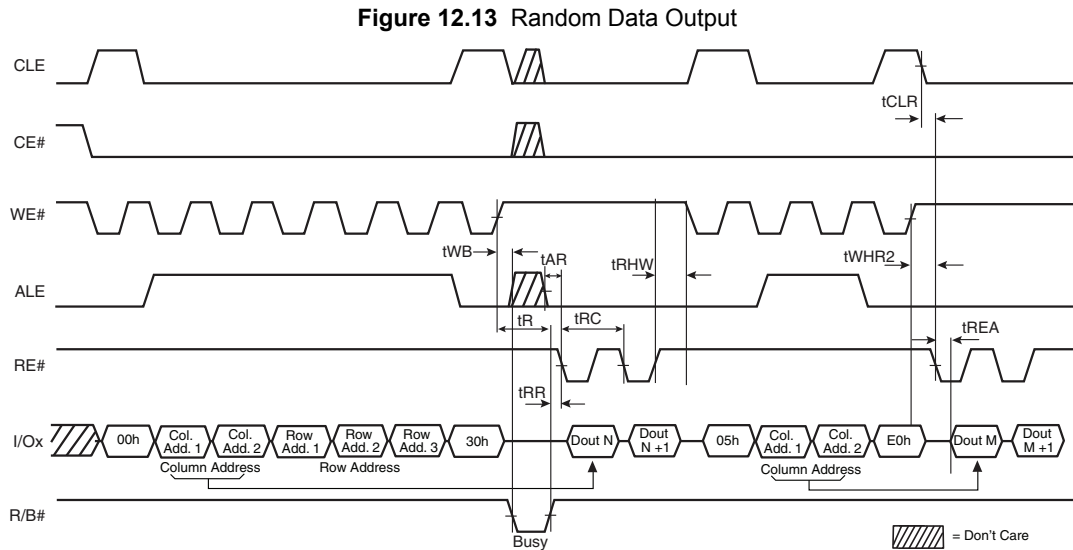 Figure 12.13 Random Data Output
CLE
tCLR
CE#
WE#
tWB
tAR
tRHW
tWHR2
ALE
tR
tRC
tREA
RE#
tRR
I/Ox
00h
Col. Add. 1
Col. Add. 2
Row Add. 1
Row Add. 2
Row Add. 3
30h
Dout N
Dout N +1
05h
Col. Add. 1
Col. Add. 2
E0h
Dout M
Dout M +1
Column Address
Row Address
Column Address
R/B#
Busy
= Don't Care